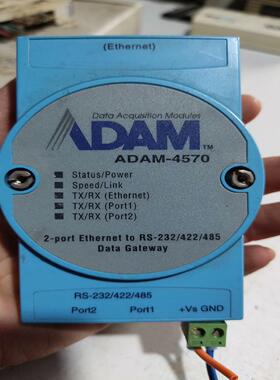 (Ethernet)
Data Acquisition Modules
ADAM™
ADAM-4570
Status/Power
Speed/Link
TX/RX (Ethernet)
TX/RX (Port1)
TX/RX (Port2)
2-port Ethernet to RS-232/422/485
Data Gateway
RS-232/422/485
Port2 Port1 +Vs GND